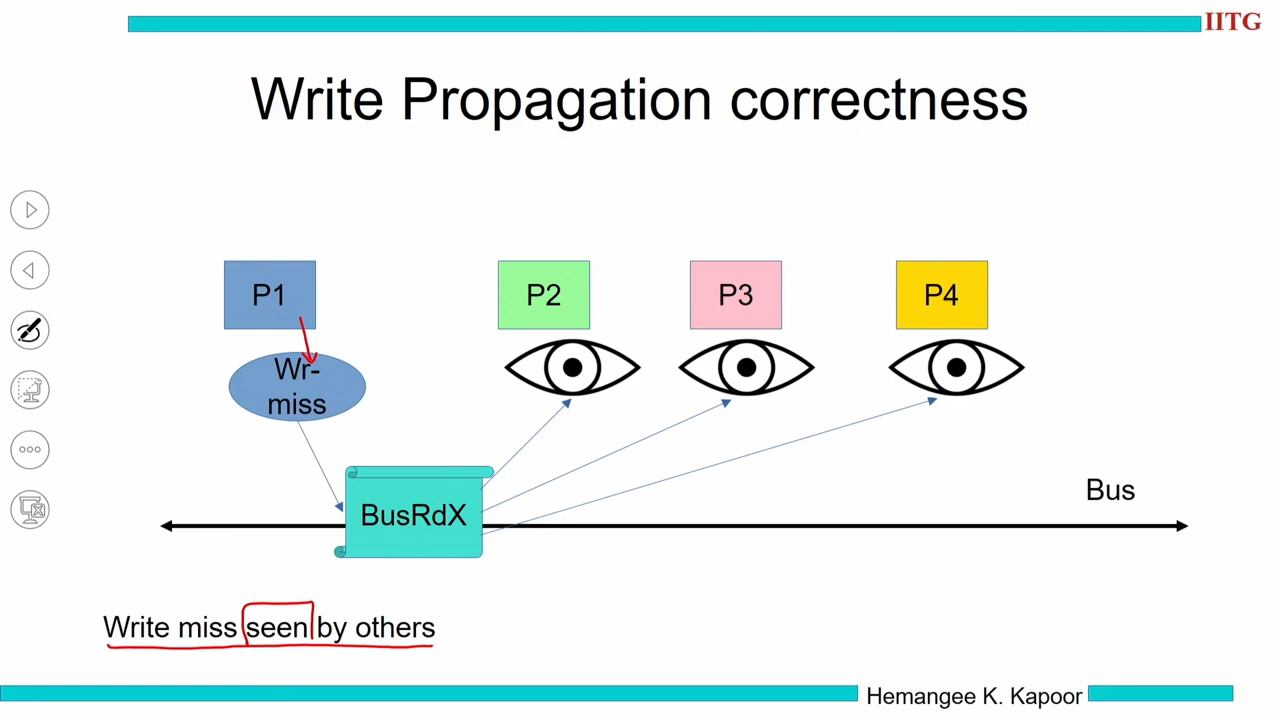 IITG
Write Propagation correctness
P1
P2
P3
P4
Wr-
miss
BusRdX
Bus
Write miss seen by others
Hemangee K. Kapoor